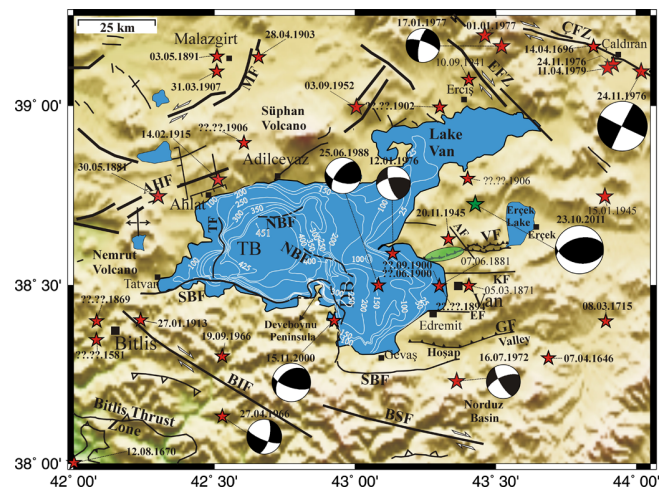 25 km
Malazgirt
28.04.1903
17.01.1977
01.01.1977
ÇFZ
14.04.1696
Çaldıran
03.05.1891
MF
EFZ
24.11.1976
11.04.1979
31.03.1907
10.09.1941
Erciş
24.11.1976
39° 00'
03.09.1952
??.??.1902
Lake
Van
Süphan
Volcano
??.??.1906
14.02.1915
25.06.1988
12.01.1976
30.05.1881
Adilcevaz
??.??.1906
AHF
Ahlat
15.01.1945
20.11.1945
Erçek
Lake
Erçek
23.10.2011
TF
NBF
TB
451
AF
VF
Nemrut
Volcano
NBF
07.06.1881
38° 30'
Tatvan
SBF
??.09.1900
??.06.1900
KF
05.03.1871
Van
??.??.1869
??.??.1894
EF
08.03.1715
Deveboynu
Peninsula
Edremit
27.01.1913
Bitlis
GF
Valley
??.??.1581
19.09.1966
15.11.2000
Gevaş
Hoşap
SBF
16.07.1972
07.04.1646
BIF
Norduz
Basin
Bitlis Thrust
Zone
27.04.1966
BSF
12.08.1670
38° 00'
42° 00'
42° 30'
43° 00'
43° 30'
44° 00'